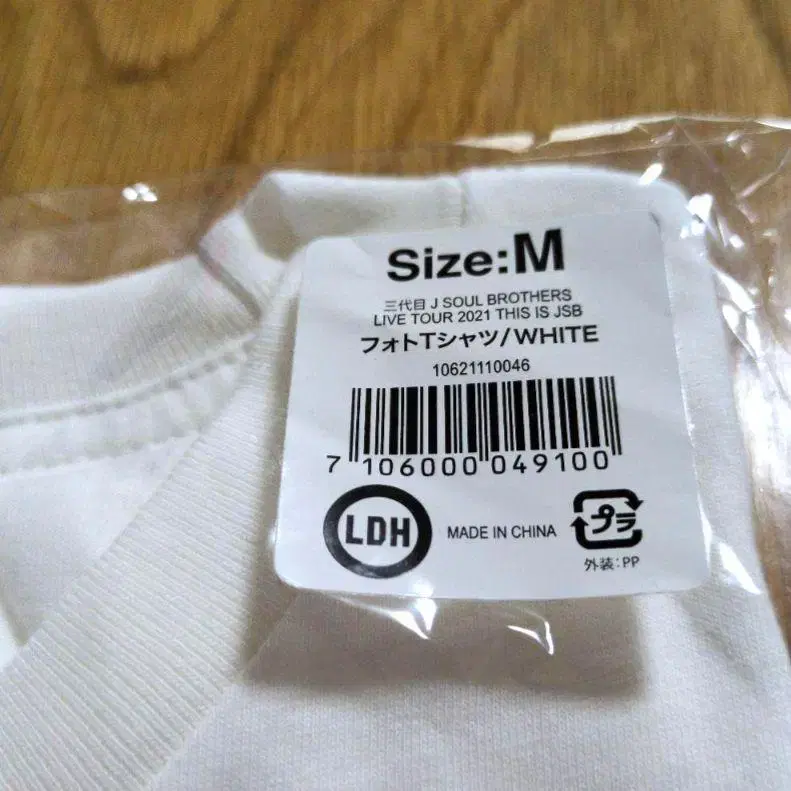 Size:M
三代目 J SOUL BROTHERS
LIVE TOUR 2021 THIS IS JSB
フォトTシャツ/WHITE
10621110046
7 106000 049100
LDH
MADE IN CHINA
プラ
外装:PP